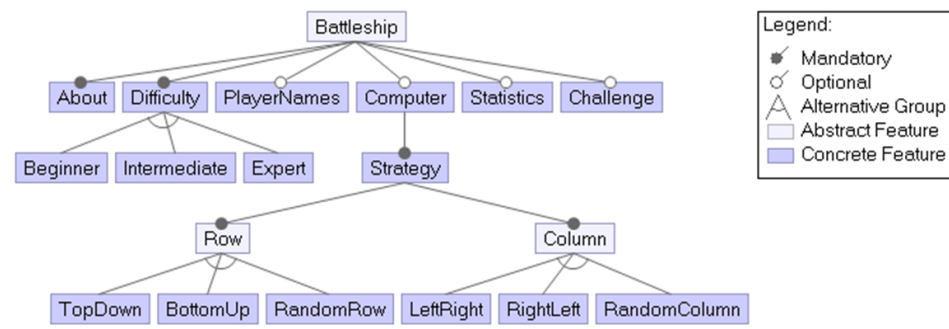 Battleship
Legend:
Mandatory
Optional
Alternative Group
Abstract Feature
Concrete Feature
About Difficulty PlayerNames Computer Statistics Challenge
Beginner Intermediate Expert Strategy
Row Column
TopDown BottomUp RandomRow LeftRight RightLeft RandomColumn